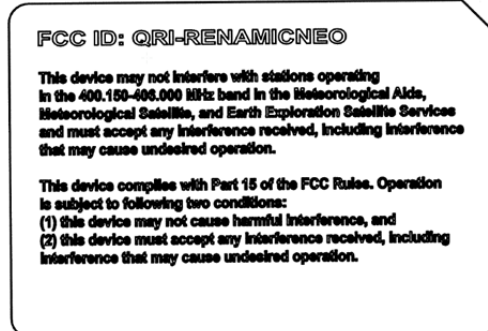 FCC ID: QRI-RENAMICNEO
This device may not interfere with stations operating
in the 400.150-406.000 MHz band in the Meteorological Aids,
Meteorological Satellite, and Earth Exploration Satellite Services
and must accept any interference received, including interference
that may cause undesired operation.
This device complies with Part 15 of the FCC Rules. Operation
is subject to following two conditions:
(1) this device may not cause harmful interference, and
(2) this device must accept any interference received, including
interference that may cause undesired operation.